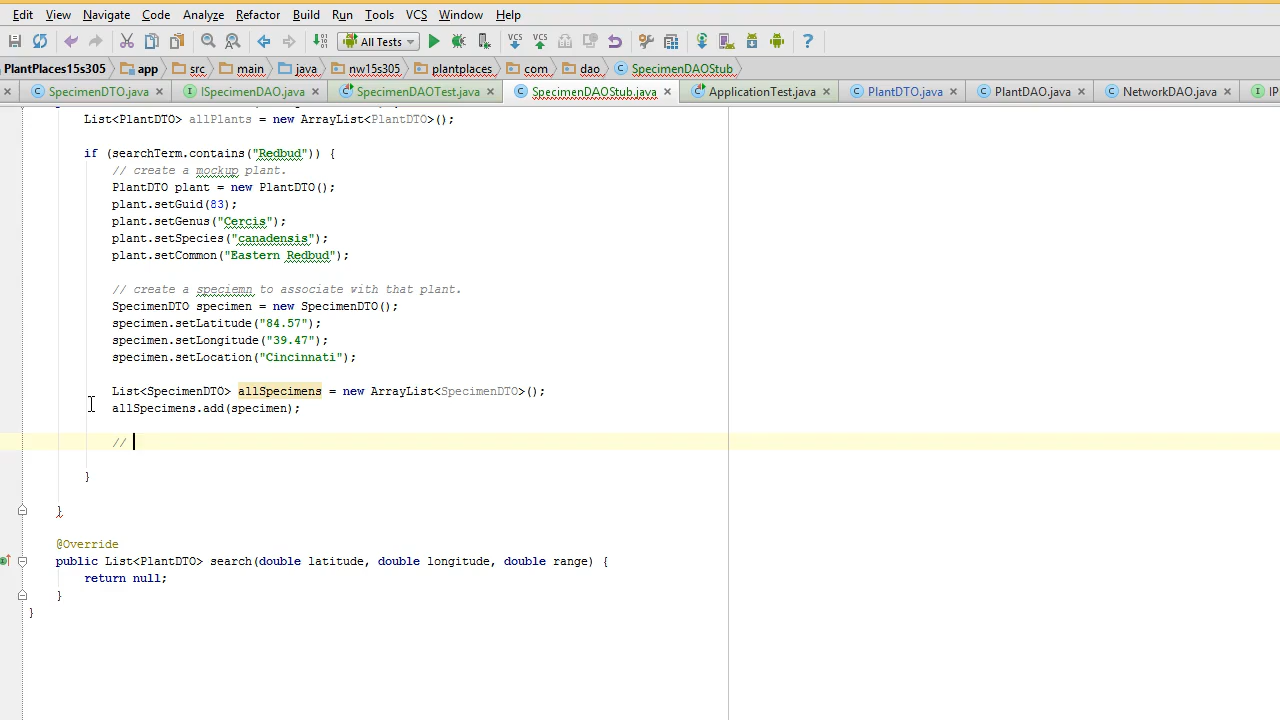 Edit View Navigate Code Analyze Refactor Build Run Tools VCS Window Help
All Tests VCS VCS ?
PlantPlaces15s305 app src main java nw15s305 plantplaces com dao SpecimenDAOStub
SpecimenDTO.java ISpecimenDAO.java SpecimenDAOTest.java SpecimenDAOStub.java ApplicationTest.java PlantDTO.java PlantDAO.java NetworkDAO.java IP
List<PlantDTO> allPlants = new ArrayList<PlantDTO>();
if (searchTerm.contains("Redbud")) {
// create a mockup plant.
PlantDTO plant = new PlantDTO();
plant.setGuid(83);
plant.setGenus("Cercis");
plant.setSpecies("canadensis");
plant.setCommon("Eastern Redbud");
// create a speciemn to associate with that plant.
SpecimenDTO specimen = new SpecimenDTO();
specimen.setLatitude("84.57");
specimen.setLongitude("39.47");
specimen.setLocation("Cincinnati");
List<SpecimenDTO> allSpecimens = new ArrayList<SpecimenDTO>();
allSpecimens.add(specimen);
//
}
}
@Override
public List<PlantDTO> search(double latitude, double longitude, double range) {
return null;
}
}